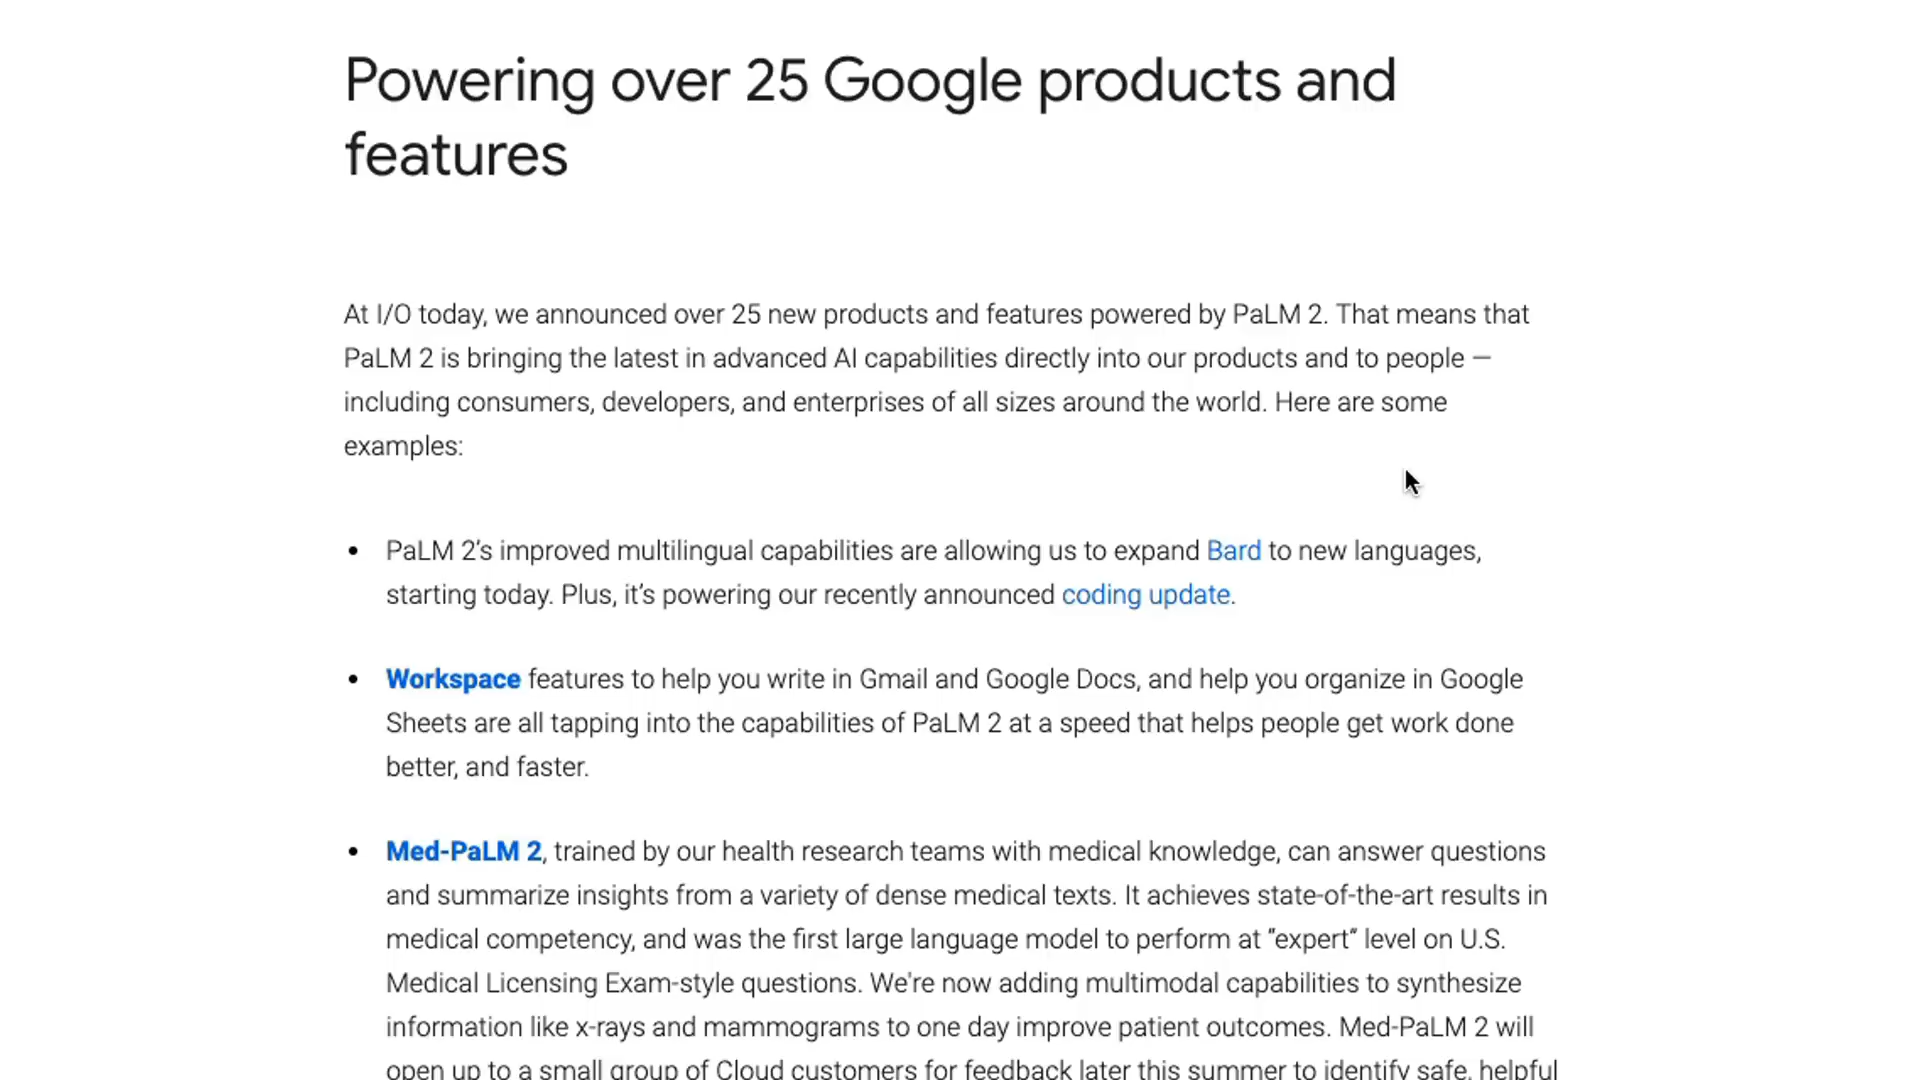 Powering over 25 Google products and
features
At I/O today, we announced over 25 new products and features powered by PaLM 2. That means that
PaLM 2 is bringing the latest in advanced AI capabilities directly into our products and to people —
including consumers, developers, and enterprises of all sizes around the world. Here are some
examples:
• PaLM 2’s improved multilingual capabilities are allowing us to expand Bard to new languages,
starting today. Plus, it’s powering our recently announced coding update.
• Workspace features to help you write in Gmail and Google Docs, and help you organize in Google
Sheets are all tapping into the capabilities of PaLM 2 at a speed that helps people get work done
better, and faster.
• Med-PaLM 2, trained by our health research teams with medical knowledge, can answer questions
and summarize insights from a variety of dense medical texts. It achieves state-of-the-art results in
medical competency, and was the first large language model to perform at “expert” level on U.S.
Medical Licensing Exam-style questions. We're now adding multimodal capabilities to synthesize
information like x-rays and mammograms to one day improve patient outcomes. Med-PaLM 2 will
open up to a small group of Cloud customers for feedback later this summer to identify safe, helpful